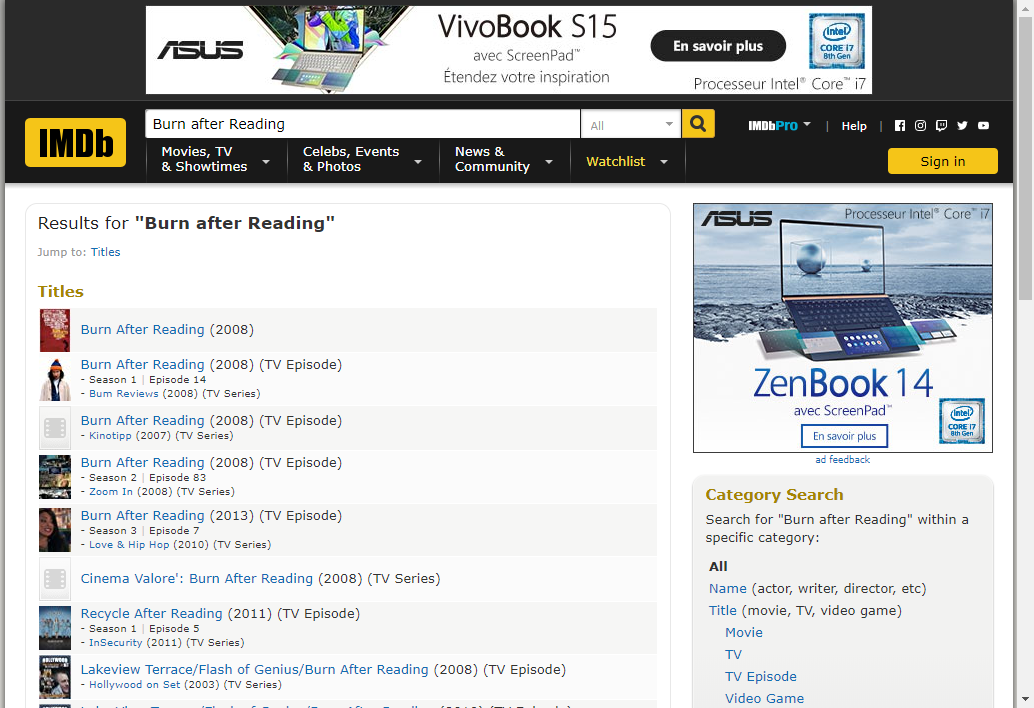 ASUS
VivoBook S15
avec ScreenPad™
Étendez votre inspiration
En savoir plus
intel
CORE i7
8th Gen
Processeur Intel® Core™ i7
IMDb
Burn after Reading
All
IMDbPro
Help
Movies, TV
& Showtimes
Celebs, Events
& Photos
News &
Community
Watchlist
Sign in
Results for "Burn after Reading"
Jump to: Titles
Titles
Burn After Reading (2008)
Burn After Reading (2008) (TV Episode)
- Season 1 | Episode 14
- Bum Reviews (2008) (TV Series)
Burn After Reading (2008) (TV Episode)
- Kinotipp (2007) (TV Series)
Burn After Reading (2008) (TV Episode)
- Season 2 | Episode 83
- Zoom In (2008) (TV Series)
Burn After Reading (2013) (TV Episode)
- Season 3 | Episode 7
- Love & Hip Hop (2010) (TV Series)
Cinema Valore': Burn After Reading (2008) (TV Series)
Recycle After Reading (2011) (TV Episode)
- Season 1 | Episode 5
- InSecurity (2011) (TV Series)
Lakeview Terrace/Flash of Genius/Burn After Reading (2008) (TV Episode)
- Hollywood on Set (2003) (TV Series)
ASUS
Processeur Intel® Core™ i7
ZenBook 14
avec ScreenPad™
En savoir plus
intel
CORE i7
8th Gen
ad feedback
Category Search
Search for "Burn after Reading" within a
specific category:
All
Name (actor, writer, director, etc)
Title (movie, TV, video game)
Movie
TV
TV Episode
Video Game